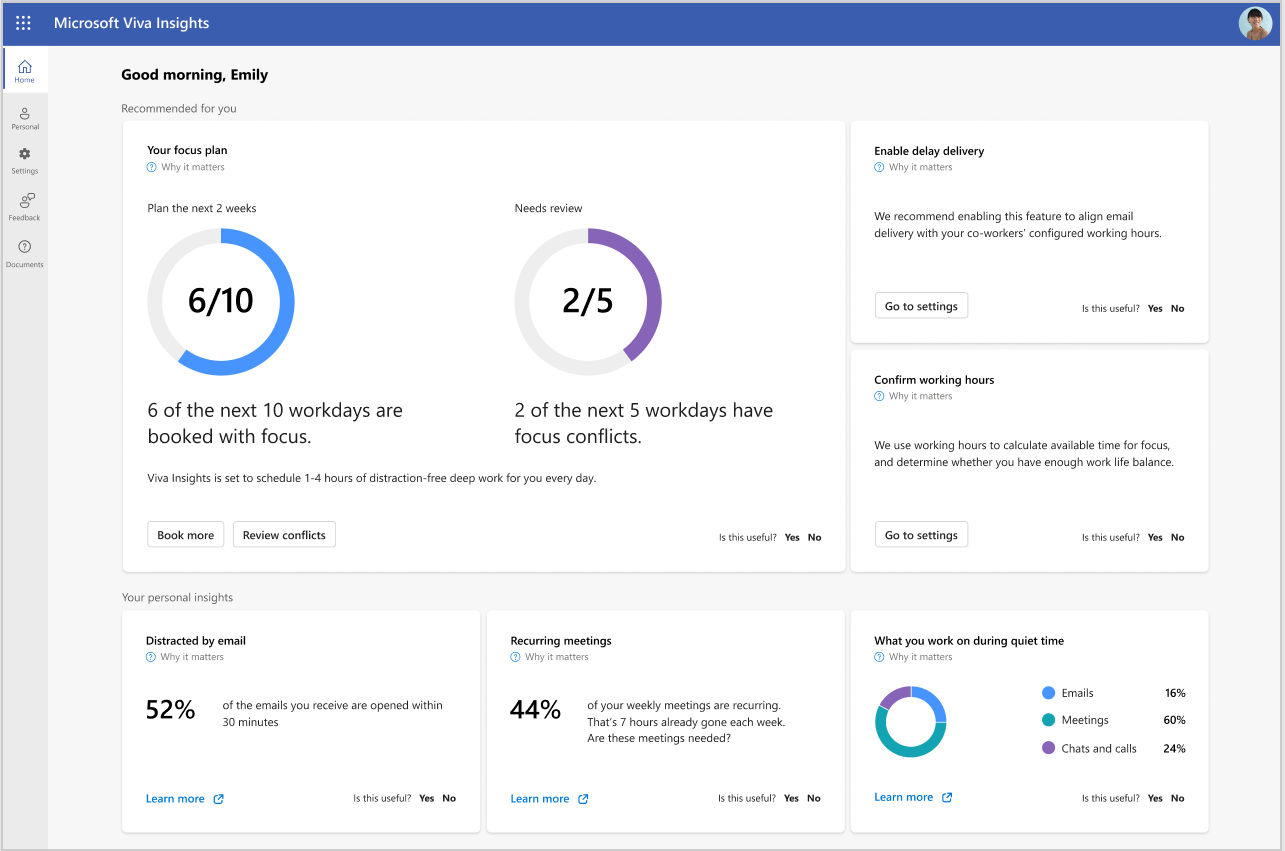 Microsoft Viva Insights
Home
Personal
Settings
Feedback
Documents
Good morning, Emily
Recommended for you
Your focus plan
Why it matters
Plan the next 2 weeks
6/10
6 of the next 10 workdays are
booked with focus.
Needs review
2/5
2 of the next 5 workdays have
focus conflicts.
Viva Insights is set to schedule 1-4 hours of distraction-free deep work for you every day.
Book more
Review conflicts
Is this useful? Yes No
Enable delay delivery
Why it matters
We recommend enabling this feature to align email
delivery with your co-workers' configured working hours.
Go to settings
Is this useful? Yes No
Confirm working hours
Why it matters
We use working hours to calculate available time for focus,
and determine whether you have enough work life balance.
Go to settings
Is this useful? Yes No
Your personal insights
Distracted by email
Why it matters
52%
of the emails you receive are opened within
30 minutes
Learn more
Is this useful? Yes No
Recurring meetings
Why it matters
44%
of your weekly meetings are recurring.
That's 7 hours already gone each week.
Are these meetings needed?
Learn more
Is this useful? Yes No
What you work on during quiet time
Why it matters
Emails 16%
Meetings 60%
Chats and calls 24%
Learn more
Is this useful? Yes No